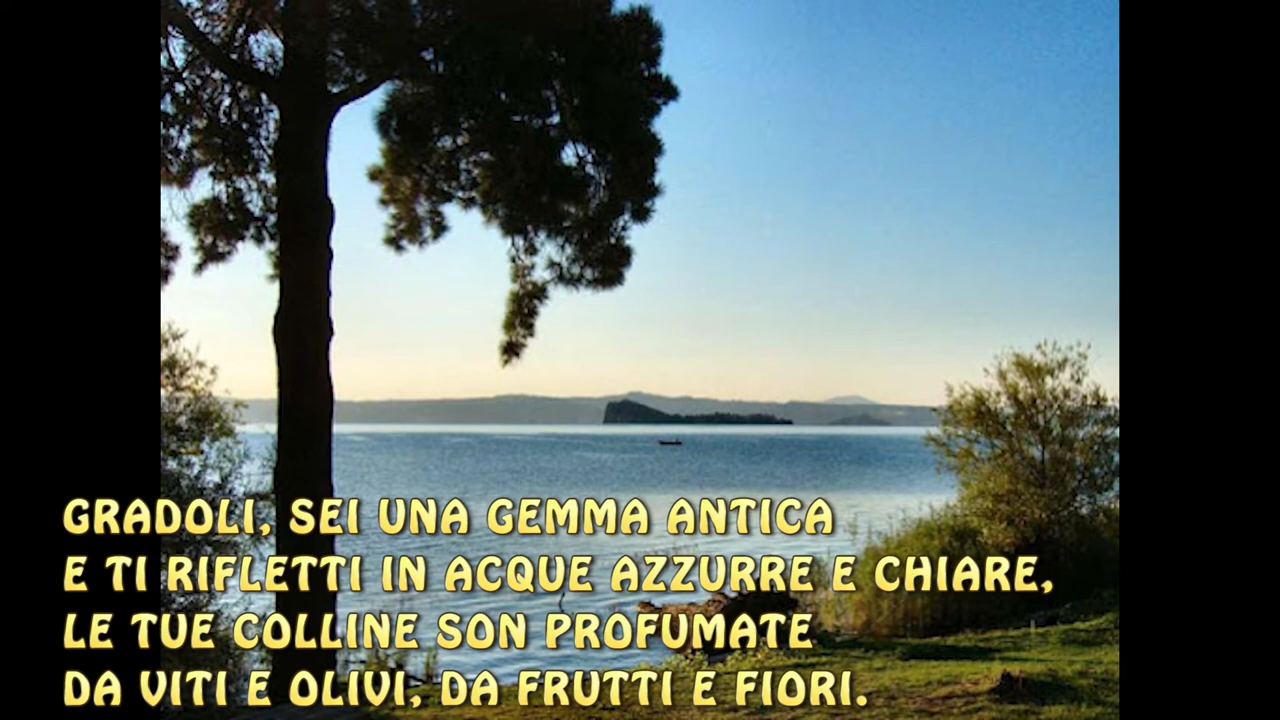 GRADOLI, SEI UNA GEMMA ANTICA
E TI RIFLETTI IN ACQUE AZZURRE E CHIARE,
LE TUE COLLINE SON PROFUMATE
DA VITI E OLIVI, DA FRUTTI E FIORI.